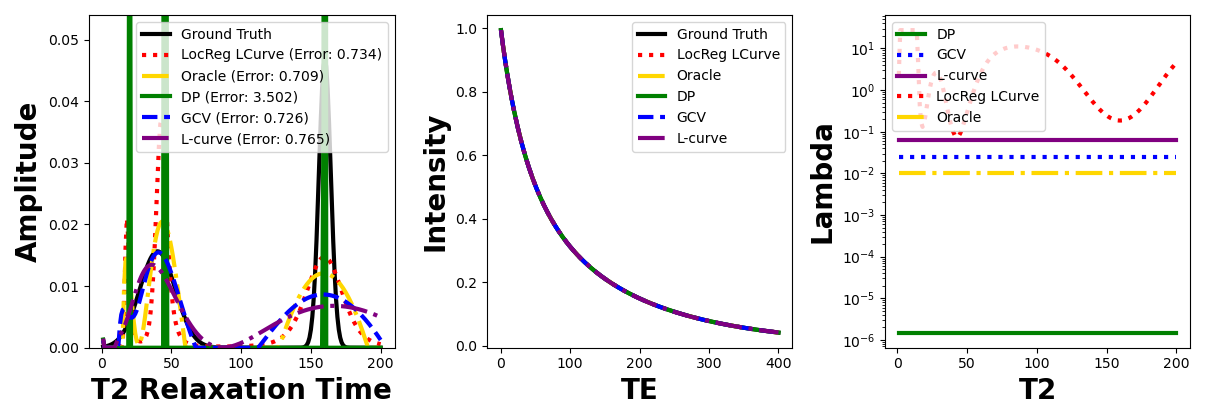 Amplitude
0.05
0.04
0.03
0.02
0.01
0.00
Ground Truth
LocReg LCurve (Error: 0.734)
Oracle (Error: 0.709)
DP (Error: 3.502)
GCV (Error: 0.726)
L-curve (Error: 0.765)
0 50 100 150 200
T2 Relaxation Time
Intensity
1.0
0.8
0.6
0.4
0.2
0.0
Ground Truth
LocReg LCurve
Oracle
DP
GCV
L-curve
0 100 200 300 400
TE
Lambda
10¹
10⁰
10⁻¹
10⁻²
10⁻³
10⁻⁴
10⁻⁵
10⁻⁶
DP
GCV
L-curve
LocReg LCurve
Oracle
0 50 100 150 200
T2